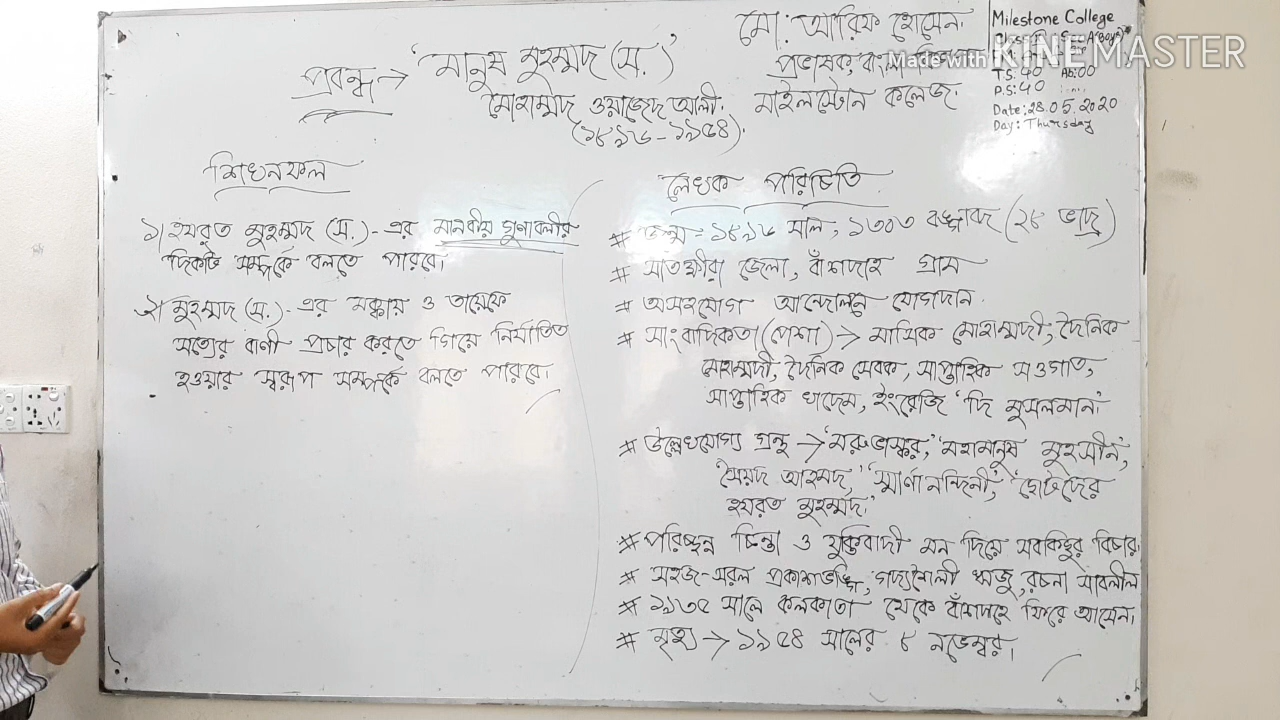 মো: আরিফ হোসেন
প্রভাষক, বাংলা বিভাগ
মাইলস্টোন কলেজ
Milestone College
TS: 40 Ab: 00
P.S: 40
Date: 28.05.2020
Day: Thursday
Made with KINEMASTER
প্রবন্ধ → 'মানুষ মুহম্মদ (স.)'
মোহাম্মদ ওয়াজেদ আলী
(১৮৯৬ - ১৯৫৪)
শিখনফল
১) হযরত মুহম্মদ (স.) - এর মানবীয় গুণাবলীর
দিকটি সম্পর্কে বলতে পারবে।
২) মুহম্মদ (স.) - এর মক্কায় ও তায়েফে
সত্যের বাণী প্রচার করতে গিয়ে নির্যাতিত
হওয়ার স্বরূপ সম্পর্কে বলতে পারবে।
লেখক পরিচিতি
# জন্ম - ১৮৯৬ সাল, ১৩০৩ বঙ্গাব্দ (২৮ ভাদ্র)
# সাতক্ষীরা জেলা, বাঁশদহ গ্রাম
# অসহযোগ আন্দোলনে যোগদান
# সাংবাদিকতা (পেশা) → মাসিক মোহাম্মদী, দৈনিক
মোহাম্মদী, দৈনিক সেবক, সাপ্তাহিক সওগাত,
সাপ্তাহিক খাদেম, ইংরেজি 'দি মুসলমান'
# উল্লেখযোগ্য গ্রন্থ → 'মরুভাস্কর,' 'মহামানুষ মুহসীন',
'সৈয়দ আহমদ,' 'স্মার্ণানন্দিনী,' 'ছোটদের
হযরত মুহম্মদ।'
# পরিচ্ছন্ন চিন্তা ও যুক্তিবাদী মন দিয়ে সবকিছুর বিচার।
# সহজ-সরল প্রকাশভঙ্গি, গদ্যশৈলী ঋজু, রচনা সাবলীল
# ১৯৩৫ সালে কলকাতা থেকে বাঁশদহে ফিরে আসেন।
# মৃত্যু → ১৯৫৪ সালের ৮ নভেম্বর।